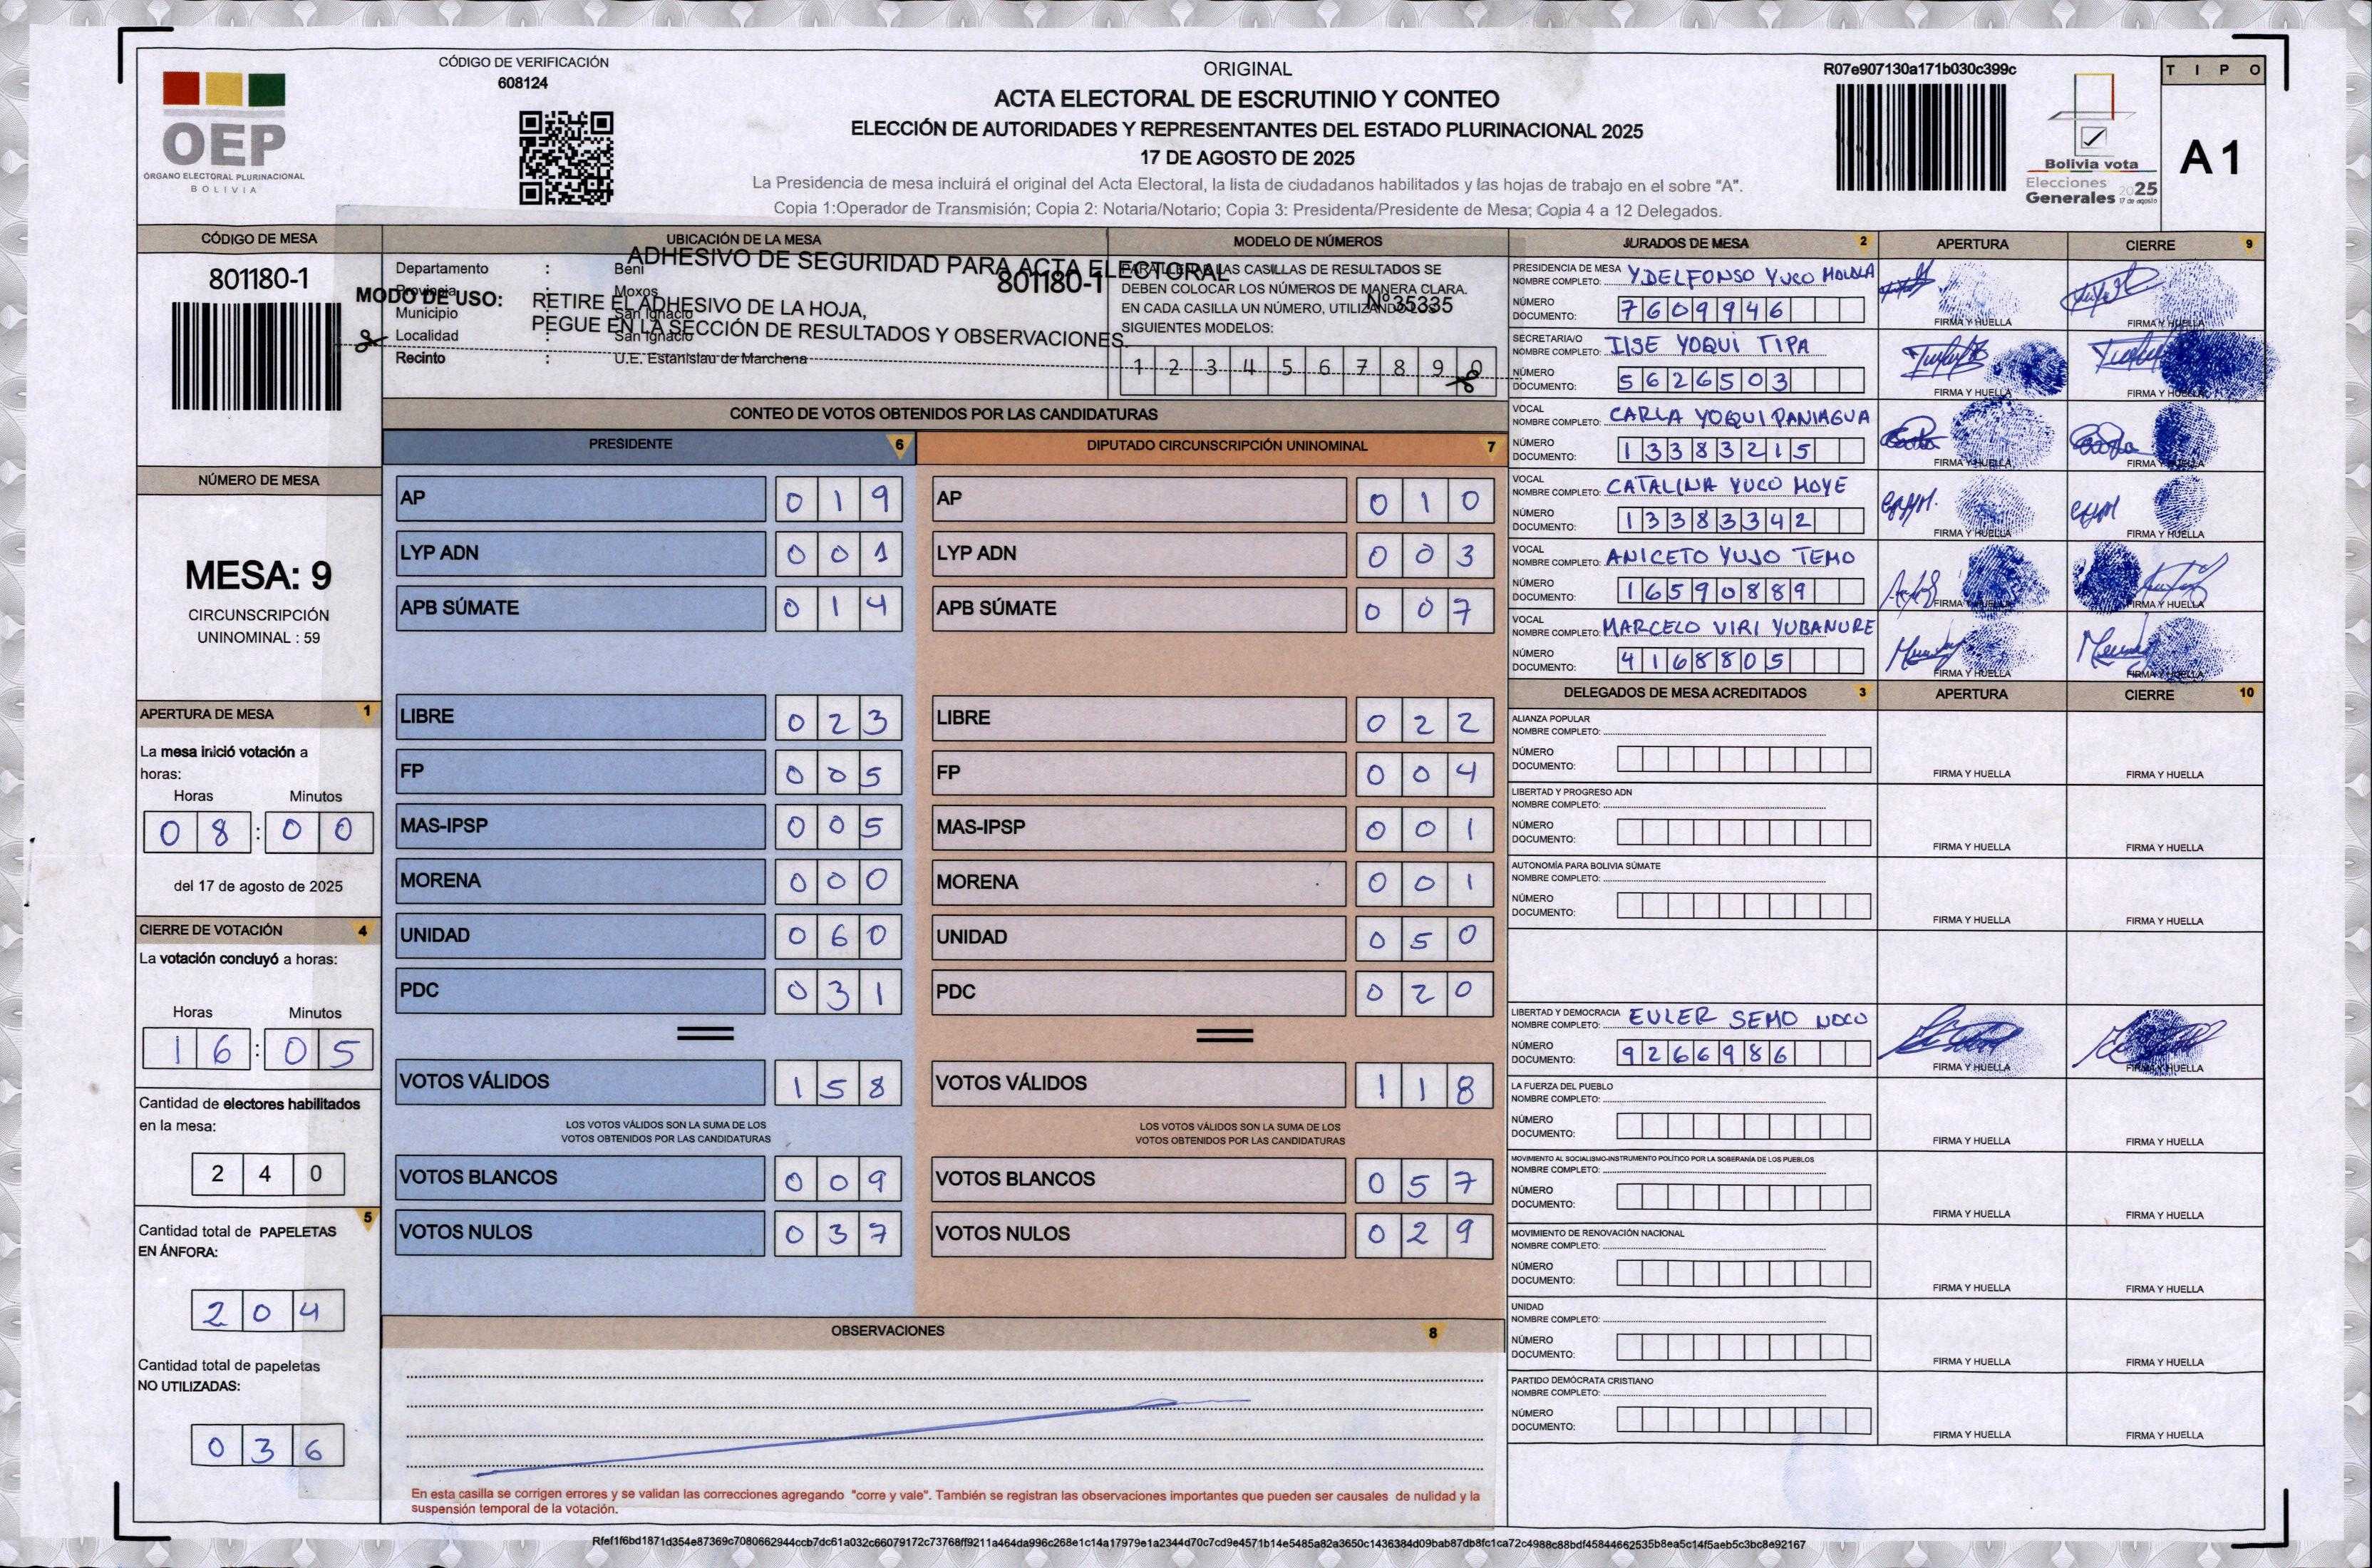 CÓDIGO DE VERIFICACIÓN
608124
OEP
ÓRGANO ELECTORAL PLURINACIONAL
BOLIVIA
ORIGINAL
ACTA ELECTORAL DE ESCRUTINIO Y CONTEO
ELECCIÓN DE AUTORIDADES Y REPRESENTANTES DEL ESTADO PLURINACIONAL 2025
17 DE AGOSTO DE 2025
La Presidencia de mesa incluirá el original del Acta Electoral, la lista de ciudadanos habilitados y las hojas de trabajo en el sobre "A".
Copia 1:Operador de Transmisión; Copia 2: Notaria/Notario; Copia 3: Presidenta/Presidente de Mesa; Copia 4 a 12 Delegados.
R07e907130a171b030c399c
Bolivia vota
Elecciones
Generales 2025
17 de agosto
TIPO
A1
CÓDIGO DE MESA
801180-1
NÚMERO DE MESA
MESA: 9
CIRCUNSCRIPCIÓN
UNINOMINAL : 59
APERTURA DE MESA 1
La mesa inició votación a
horas:
Horas Minutos
08:00
del 17 de agosto de 2025
CIERRE DE VOTACIÓN 4
La votación concluyó a horas:
Horas Minutos
16:05
Cantidad de electores habilitados
en la mesa:
240
5
Cantidad total de PAPELETAS
EN ÁNFORA:
204
Cantidad total de papeletas
NO UTILIZADAS:
036
UBICACIÓN DE LA MESA
ADHESIVO DE SEGURIDAD PARA ACTA ELECTORAL
801180-1
Nº35335
MODO DE USO: RETIRE EL ADHESIVO DE LA HOJA,
PEGUE EN LA SECCIÓN DE RESULTADOS Y OBSERVACIONES.
Departamento : Beni
Provincia : Moxos
Municipio : San Ignacio
Localidad : San Ignacio
Recinto : U.E. Estanislau de Marchena
MODELO DE NÚMEROS
PARA LLENAR LAS CASILLAS DE RESULTADOS SE
DEBEN COLOCAR LOS NÚMEROS DE MANERA CLARA.
EN CADA CASILLA UN NÚMERO, UTILIZANDO LOS
SIGUIENTES MODELOS:
1 2 3 4 5 6 7 8 9 0
CONTEO DE VOTOS OBTENIDOS POR LAS CANDIDATURAS
PRESIDENTE 6
AP 019
LYP ADN 001
APB SÚMATE 014
LIBRE 023
FP 005
MAS-IPSP 005
MORENA 000
UNIDAD 060
PDC 031
VOTOS VÁLIDOS 158
LOS VOTOS VÁLIDOS SON LA SUMA DE LOS
VOTOS OBTENIDOS POR LAS CANDIDATURAS
VOTOS BLANCOS 009
VOTOS NULOS 037
DIPUTADO CIRCUNSCRIPCIÓN UNINOMINAL 7
AP 010
LYP ADN 003
APB SÚMATE 007
LIBRE 022
FP 004
MAS-IPSP 001
MORENA 001
UNIDAD 050
PDC 020
VOTOS VÁLIDOS 118
LOS VOTOS VÁLIDOS SON LA SUMA DE LOS
VOTOS OBTENIDOS POR LAS CANDIDATURAS
VOTOS BLANCOS 057
VOTOS NULOS 029
OBSERVACIONES 8
En esta casilla se corrigen errores y se validan las correcciones agregando "corre y vale". También se registran las observaciones importantes que pueden ser causales de nulidad y la
suspensión temporal de la votación.
JURADOS DE MESA 2 APERTURA CIERRE 9
PRESIDENCIA DE MESA
NOMBRE COMPLETO: YDELFONSO YUCO
NÚMERO
DOCUMENTO: 7609946
FIRMA Y HUELLA FIRMA Y HUELLA
SECRETARIA/O
NOMBRE COMPLETO: ILSE YOQUI TIPA
NÚMERO
DOCUMENTO: 5626503
FIRMA Y HUELLA FIRMA Y HUELLA
VOCAL
NOMBRE COMPLETO: CARLA YOQUI PANIAGUA
NÚMERO
DOCUMENTO: 13383215
FIRMA Y HUELLA FIRMA Y HUELLA
VOCAL
NOMBRE COMPLETO: CATALINA YUCO MOYE
NÚMERO
DOCUMENTO: 13383342
FIRMA Y HUELLA FIRMA Y HUELLA
VOCAL
NOMBRE COMPLETO: ANICETO YUJO TEMO
NÚMERO
DOCUMENTO: 16590889
FIRMA Y HUELLA FIRMA Y HUELLA
VOCAL
NOMBRE COMPLETO: MARCELO VIRI YUBANURE
NÚMERO
DOCUMENTO: 4168805
FIRMA Y HUELLA FIRMA Y HUELLA
DELEGADOS DE MESA ACREDITADOS 3 APERTURA CIERRE 10
ALIANZA POPULAR
NOMBRE COMPLETO:
NÚMERO
DOCUMENTO:
FIRMA Y HUELLA FIRMA Y HUELLA
LIBERTAD Y PROGRESO ADN
NOMBRE COMPLETO:
NÚMERO
DOCUMENTO:
FIRMA Y HUELLA FIRMA Y HUELLA
AUTONOMÍA PARA BOLIVIA SÚMATE
NOMBRE COMPLETO:
NÚMERO
DOCUMENTO:
FIRMA Y HUELLA FIRMA Y HUELLA
LIBERTAD Y DEMOCRACIA
NOMBRE COMPLETO: EULER SEMO NOCO
NÚMERO
DOCUMENTO: 9266986
FIRMA Y HUELLA FIRMA Y HUELLA
LA FUERZA DEL PUEBLO
NOMBRE COMPLETO:
NÚMERO
DOCUMENTO:
FIRMA Y HUELLA FIRMA Y HUELLA
MOVIMIENTO AL SOCIALISMO-INSTRUMENTO POLÍTICO POR LA SOBERANÍA DE LOS PUEBLOS
NOMBRE COMPLETO:
NÚMERO
DOCUMENTO:
FIRMA Y HUELLA FIRMA Y HUELLA
MOVIMIENTO DE RENOVACIÓN NACIONAL
NOMBRE COMPLETO:
NÚMERO
DOCUMENTO:
FIRMA Y HUELLA FIRMA Y HUELLA
UNIDAD
NOMBRE COMPLETO:
NÚMERO
DOCUMENTO:
FIRMA Y HUELLA FIRMA Y HUELLA
PARTIDO DEMÓCRATA CRISTIANO
NOMBRE COMPLETO:
NÚMERO
DOCUMENTO:
FIRMA Y HUELLA FIRMA Y HUELLA